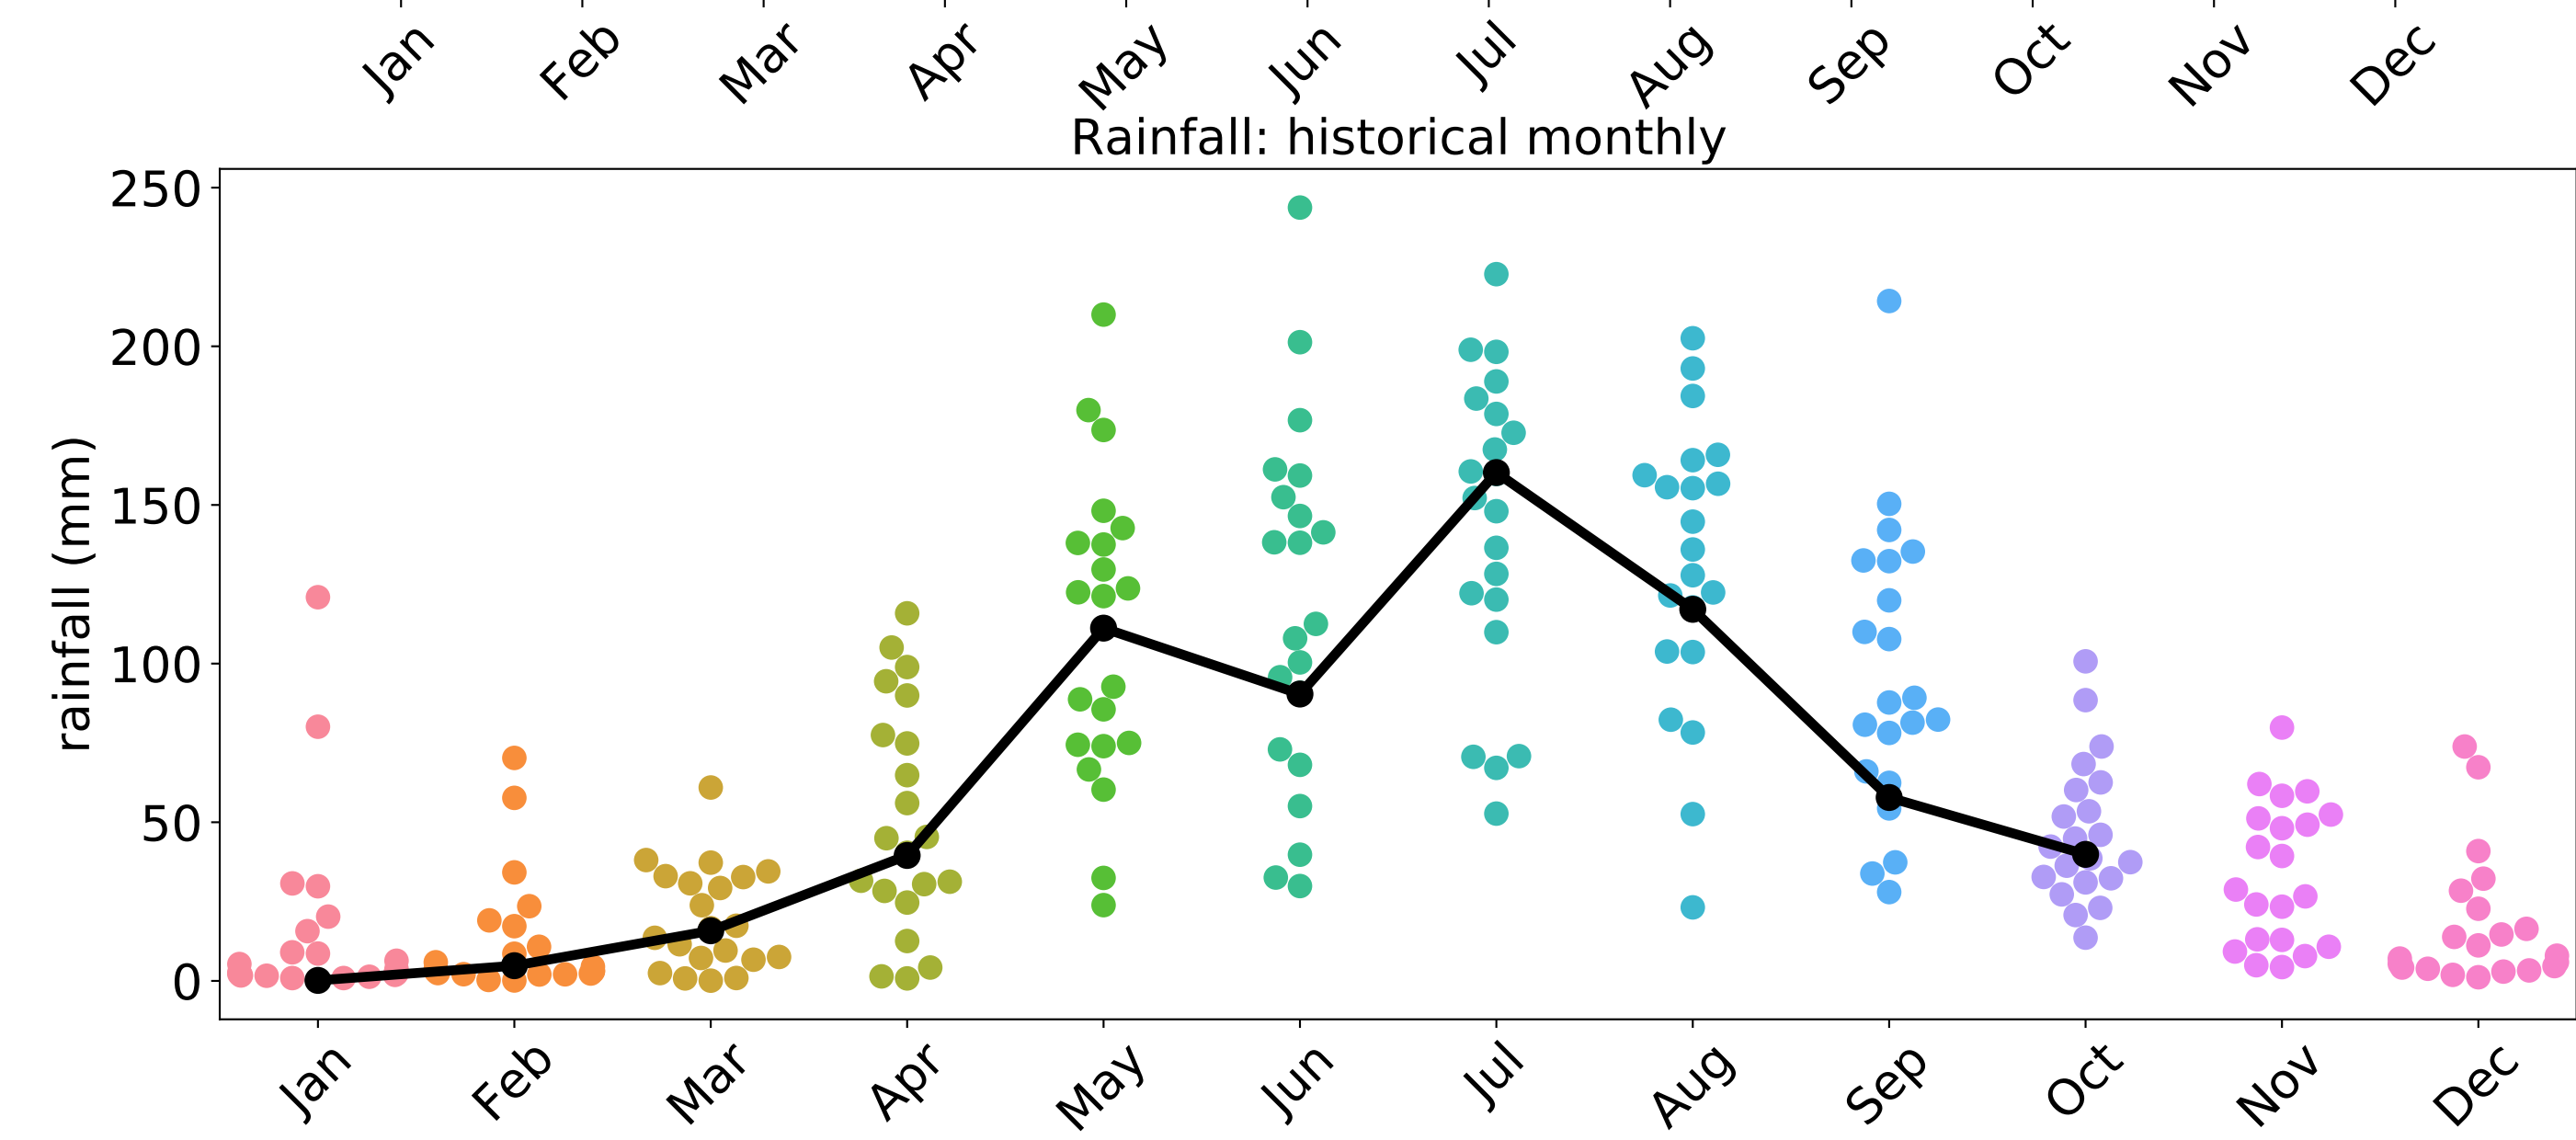 Jan Feb Mar Apr May Jun Jul Aug Sep Oct Nov Dec
Rainfall: historical monthly
250
200
150
100
50
0
rainfall (mm)
Jan Feb Mar Apr May Jun Jul Aug Sep Oct Nov Dec